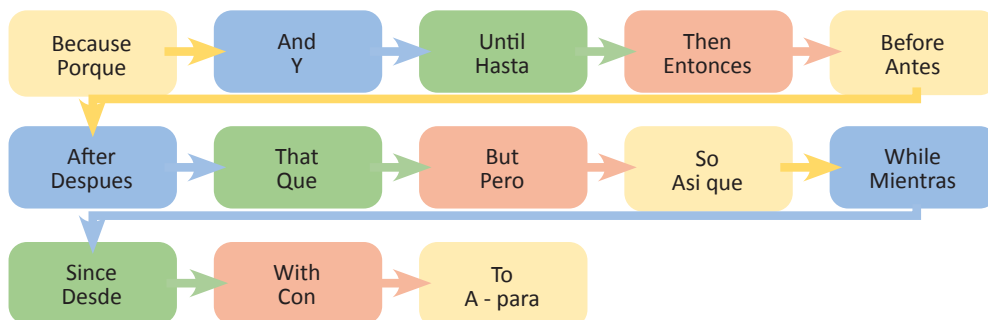 Because
Porque
And
Y
Until
Hasta
Then
Entonces
Before
Antes
After
Despues
That
Que
But
Pero
So
Asi que
While
Mientras
Since
Desde
With
Con
To
A - para